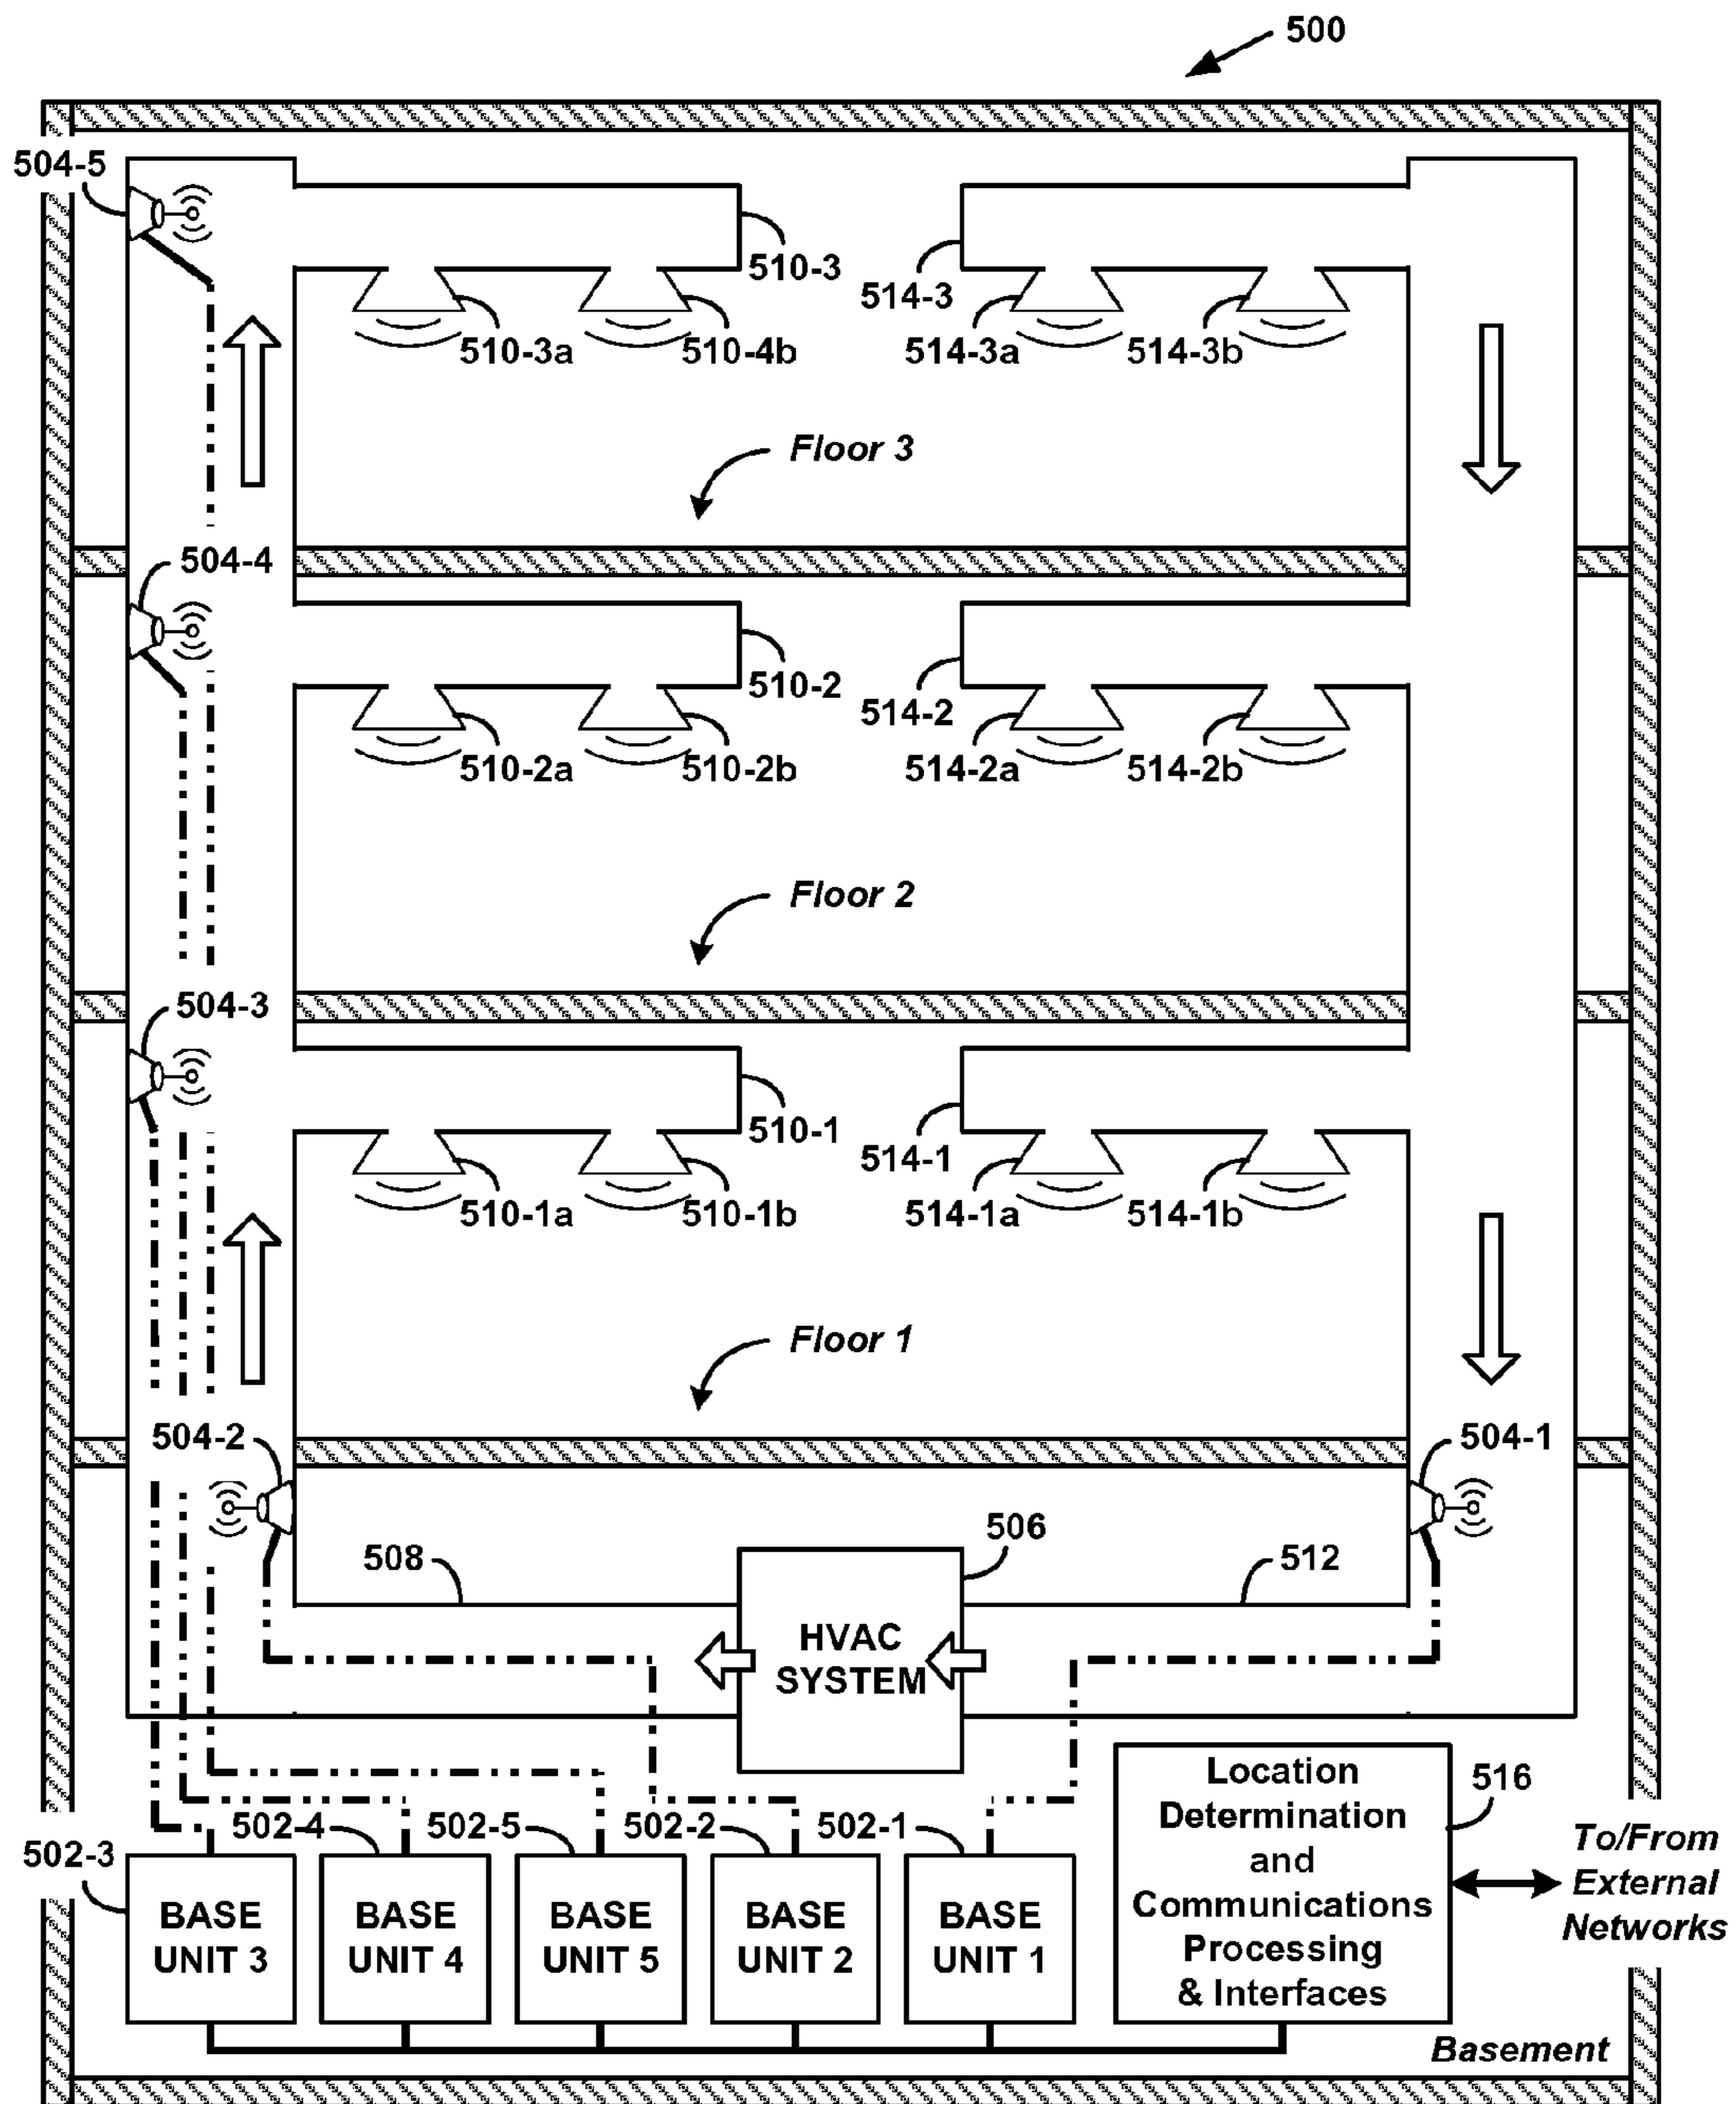 500
504-5
510-3
514-3
510-3a
510-4b
514-3a
514-3b
Floor 3
504-4
510-2
514-2
510-2a
510-2b
514-2a
514-2b
Floor 2
504-3
510-1
514-1
510-1a
510-1b
514-1a
514-1b
Floor 1
504-2
504-1
506
508
512
HVAC
SYSTEM
Location
Determination
and
Communications
Processing
& Interfaces
516
To/From
External
Networks
502-3
502-4
502-5
502-2
502-1
BASE
UNIT 3
BASE
UNIT 4
BASE
UNIT 5
BASE
UNIT 2
BASE
UNIT 1
Basement